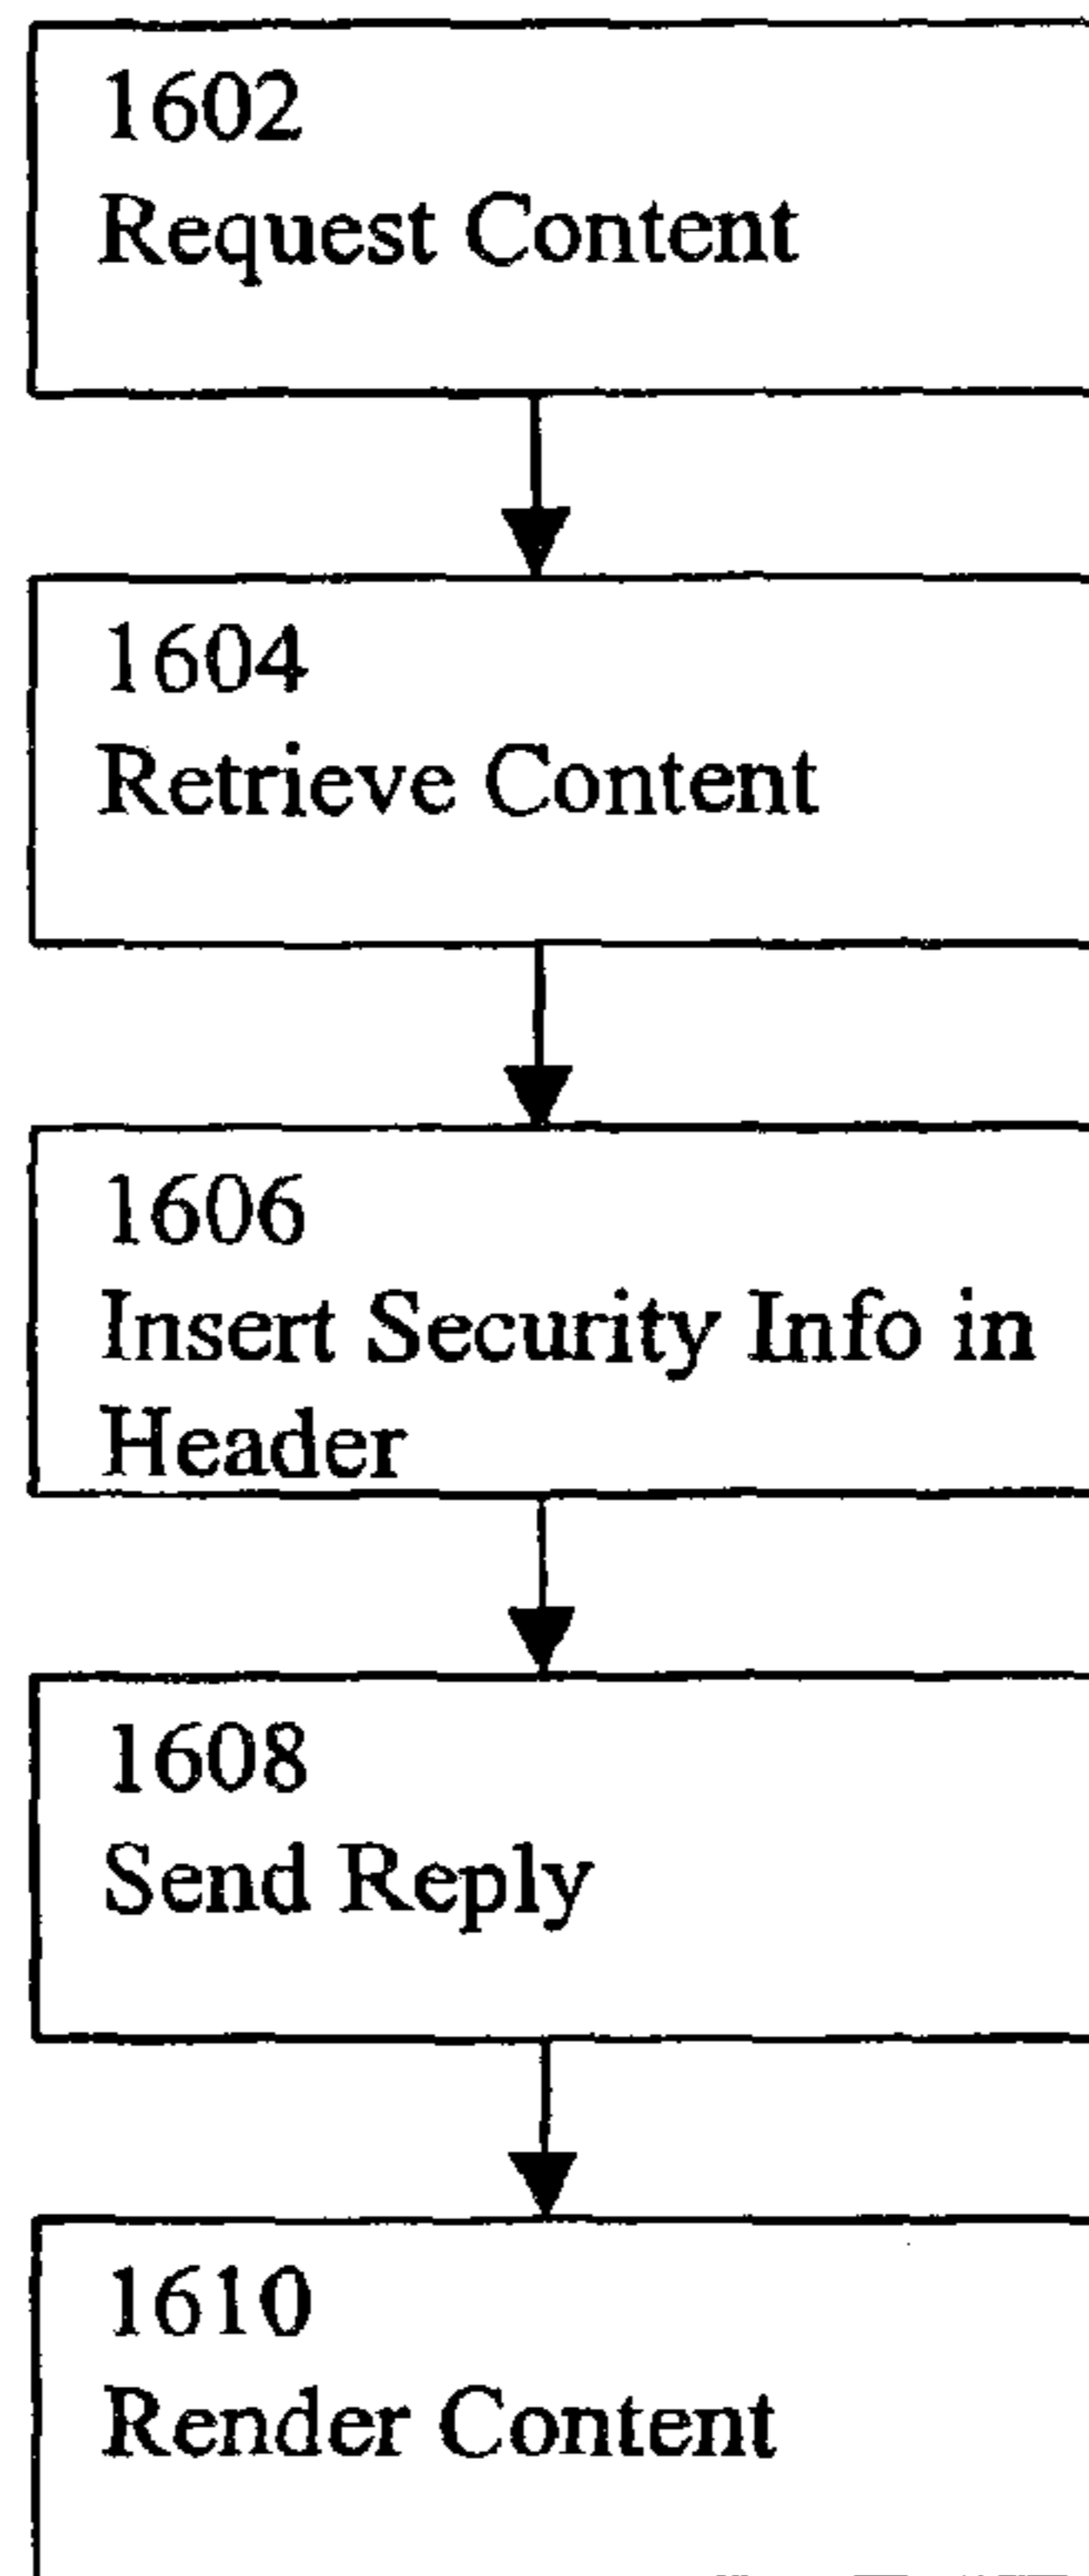 1602
Request Content
1604
Retrieve Content
1606
Insert Security Info in
Header
1608
Send Reply
1610
Render Content